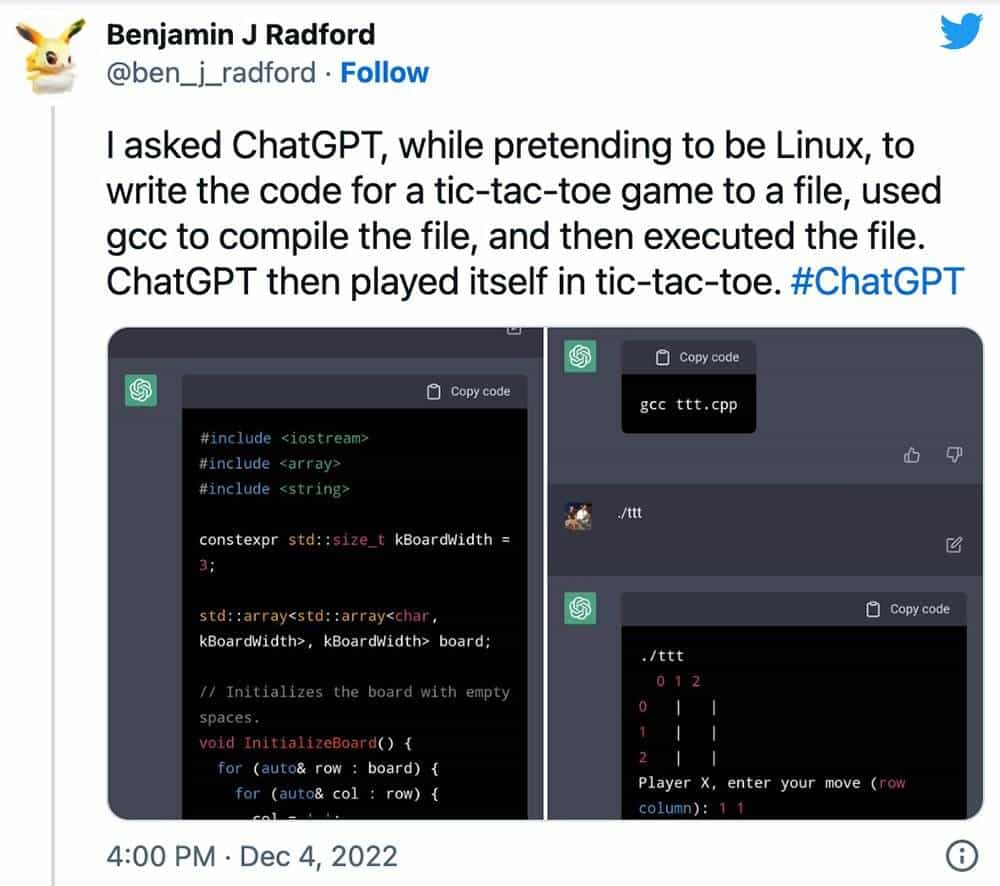 Benjamin J Radford
@ben_j_radford · Follow
I asked ChatGPT, while pretending to be Linux, to
write the code for a tic-tac-toe game to a file, used
gcc to compile the file, and then executed the file.
ChatGPT then played itself in tic-tac-toe. #ChatGPT
Copy code
#include <iostream>
#include <array>
#include <string>
constexpr std::size_t kBoardWidth =
3;
std::array<std::array<char,
kBoardWidth>, kBoardWidth> board;
// Initializes the board with empty
spaces.
void InitializeBoard() {
for (auto& row : board) {
for (auto& col : row) {
Copy code
gcc ttt.cpp
./ttt
Copy code
./ttt
0 1 2
0 | |
1 | |
2 | |
Player X, enter your move (row
column): 1 1
4:00 PM · Dec 4, 2022